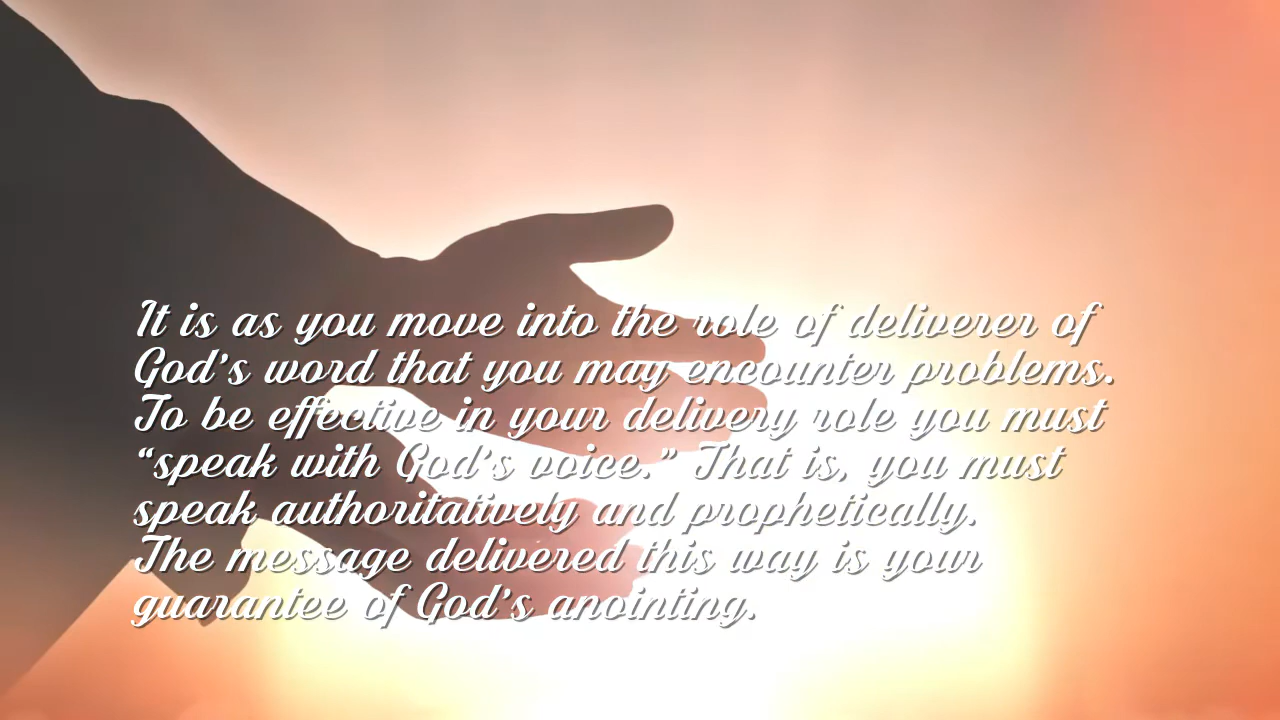 It is as you move into the role of deliverer of
God's word that you may encounter problems.
To be effective in your delivery role you must
“speak with God's voice.” That is, you must
speak authoritatively and prophetically.
The message delivered this way is your
guarantee of God's anointing.